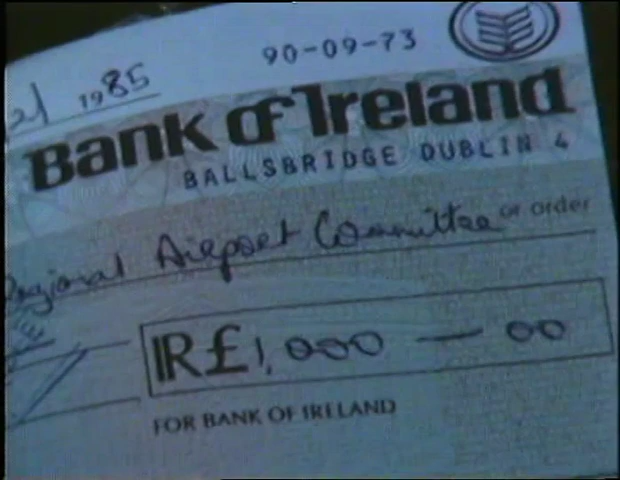 90-09-73
1985
Bank of Ireland
BALLSBRIDGE DUBLIN 4
Regional Airport Committee or order
IR£1,000 — 00
FOR BANK OF IRELAND